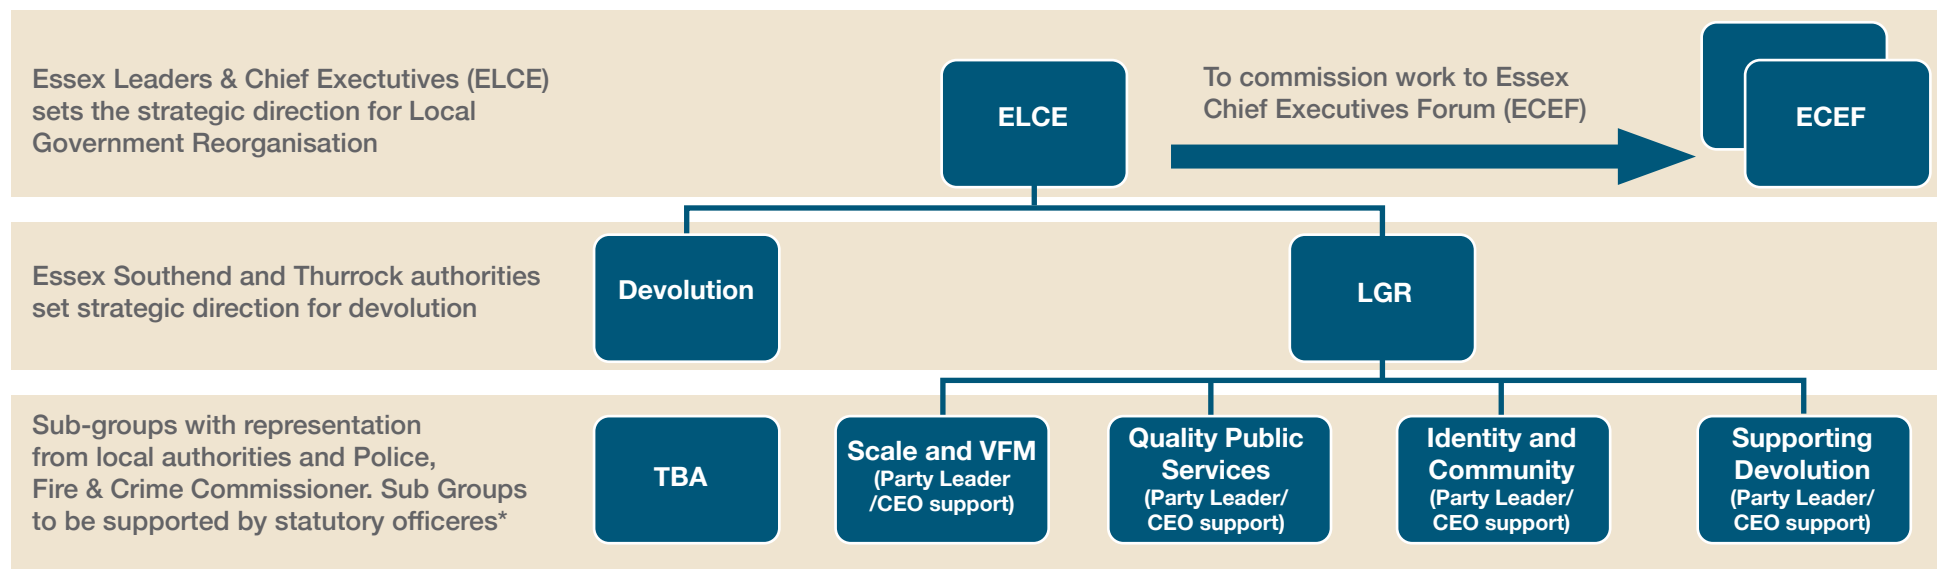 Essex Leaders & Chief Exectutives (ELCE)
sets the strategic direction for Local
Government Reorganisation
ELCE
To commission work to Essex
Chief Executives Forum (ECEF)
ECEF
Essex Southend and Thurrock authorities
set strategic direction for devolution
Devolution
LGR
Sub-groups with representation
from local authorities and Police,
Fire & Crime Commissioner. Sub Groups
to be supported by statutory officeres*
TBA
Scale and VFM
(Party Leader
/CEO support)
Quality Public
Services
(Party Leader/
CEO support)
Identity and
Community
(Party Leader/
CEO support)
Supporting
Devolution
(Party Leader/
CEO support)